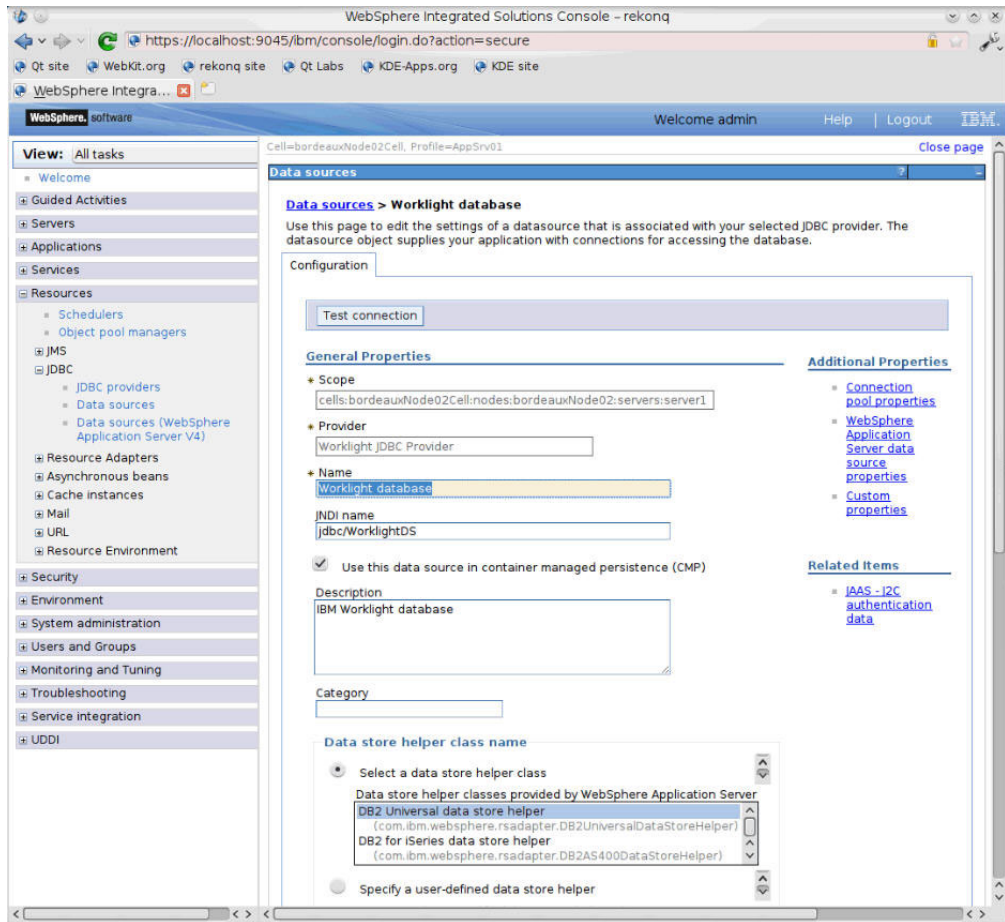 WebSphere Integrated Solutions Console – rekonq
https://localhost:9045/ibm/console/login.do?action=secure
Qt site WebKit.org rekonq site Qt Labs KDE-Apps.org KDE site
WebSphere Integra...
WebSphere. software Welcome admin Help | Logout IBM.
View: All tasks
Welcome
Guided Activities
Servers
Applications
Services
Resources
Schedulers
Object pool managers
JMS
JDBC
JDBC providers
Data sources
Data sources (WebSphere
Application Server V4)
Resource Adapters
Asynchronous beans
Cache instances
Mail
URL
Resource Environment
Security
Environment
System administration
Users and Groups
Monitoring and Tuning
Troubleshooting
Service integration
UDDI
Cell=bordeauxNode02Cell, Profile=AppSrv01 Close page
Data sources ? –
Data sources > Worklight database
Use this page to edit the settings of a datasource that is associated with your selected JDBC provider. The
datasource object supplies your application with connections for accessing the database.
Configuration
Test connection
General Properties
* Scope
cells:bordeauxNode02Cell:nodes:bordeauxNode02:servers:server1
* Provider
Worklight JDBC Provider
* Name
Worklight database
JNDI name
jdbc/WorklightDS
Use this data source in container managed persistence (CMP)
Description
IBM Worklight database
Category
Data store helper class name
Select a data store helper class
Data store helper classes provided by WebSphere Application Server
DB2 Universal data store helper
(com.ibm.websphere.rsadapter.DB2UniversalDataStoreHelper)
DB2 for iSeries data store helper
(com.ibm.websphere.rsadapter.DB2AS400DataStoreHelper)
Specify a user-defined data store helper
Additional Properties
Connection
pool properties
WebSphere
Application
Server data
source
properties
Custom
properties
Related Items
JAAS - J2C
authentication
data